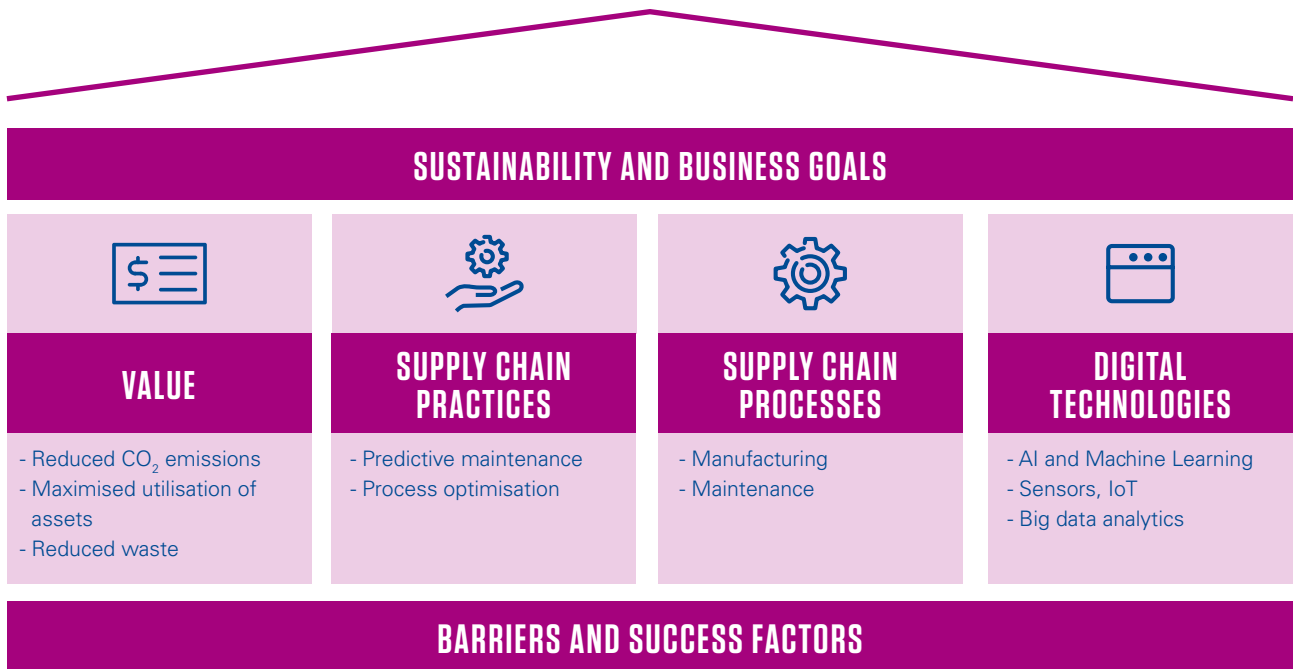 SUSTAINABILITY AND BUSINESS GOALS
$
VALUE
- Reduced CO₂ emissions
- Maximised utilisation of
assets
- Reduced waste
SUPPLY CHAIN
PRACTICES
- Predictive maintenance
- Process optimisation
SUPPLY CHAIN
PROCESSES
- Manufacturing
- Maintenance
DIGITAL
TECHNOLOGIES
- AI and Machine Learning
- Sensors, IoT
- Big data analytics
BARRIERS AND SUCCESS FACTORS